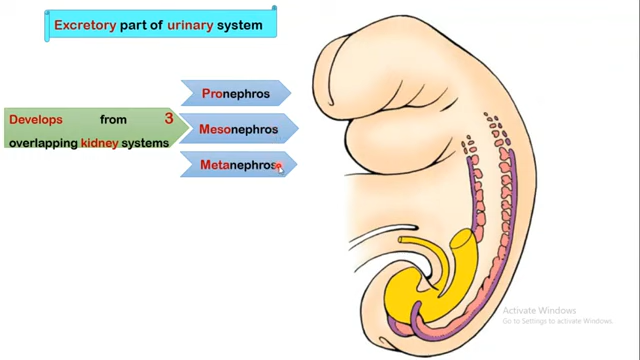 Excretory part of urinary system
Develops from 3
overlapping kidney systems
Pronephros
Mesonephros
Metanephros
Activate Windows
Go to Settings to activate Windows.